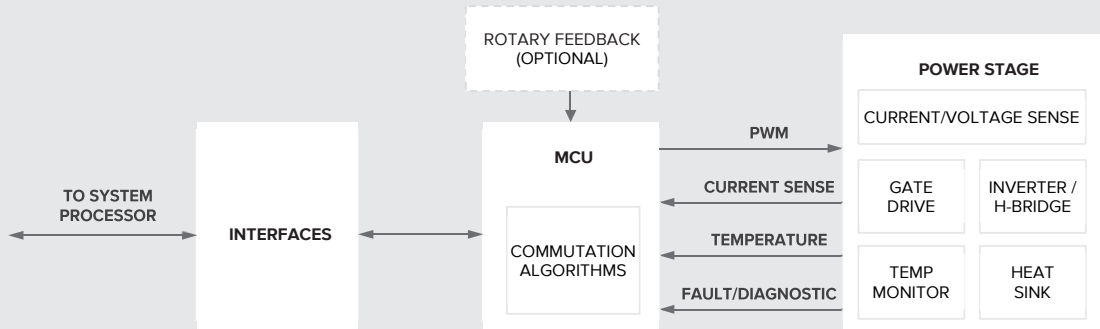 ROTARY FEEDBACK
(OPTIONAL)
POWER STAGE
CURRENT/VOLTAGE SENSE
PWM
MCU
CURRENT SENSE
GATE
DRIVE
INVERTER /
H-BRIDGE
TO SYSTEM
PROCESSOR
INTERFACES
COMMUTATION
ALGORITHMS
TEMPERATURE
TEMP
MONITOR
HEAT
SINK
FAULT/DIAGNOSTIC